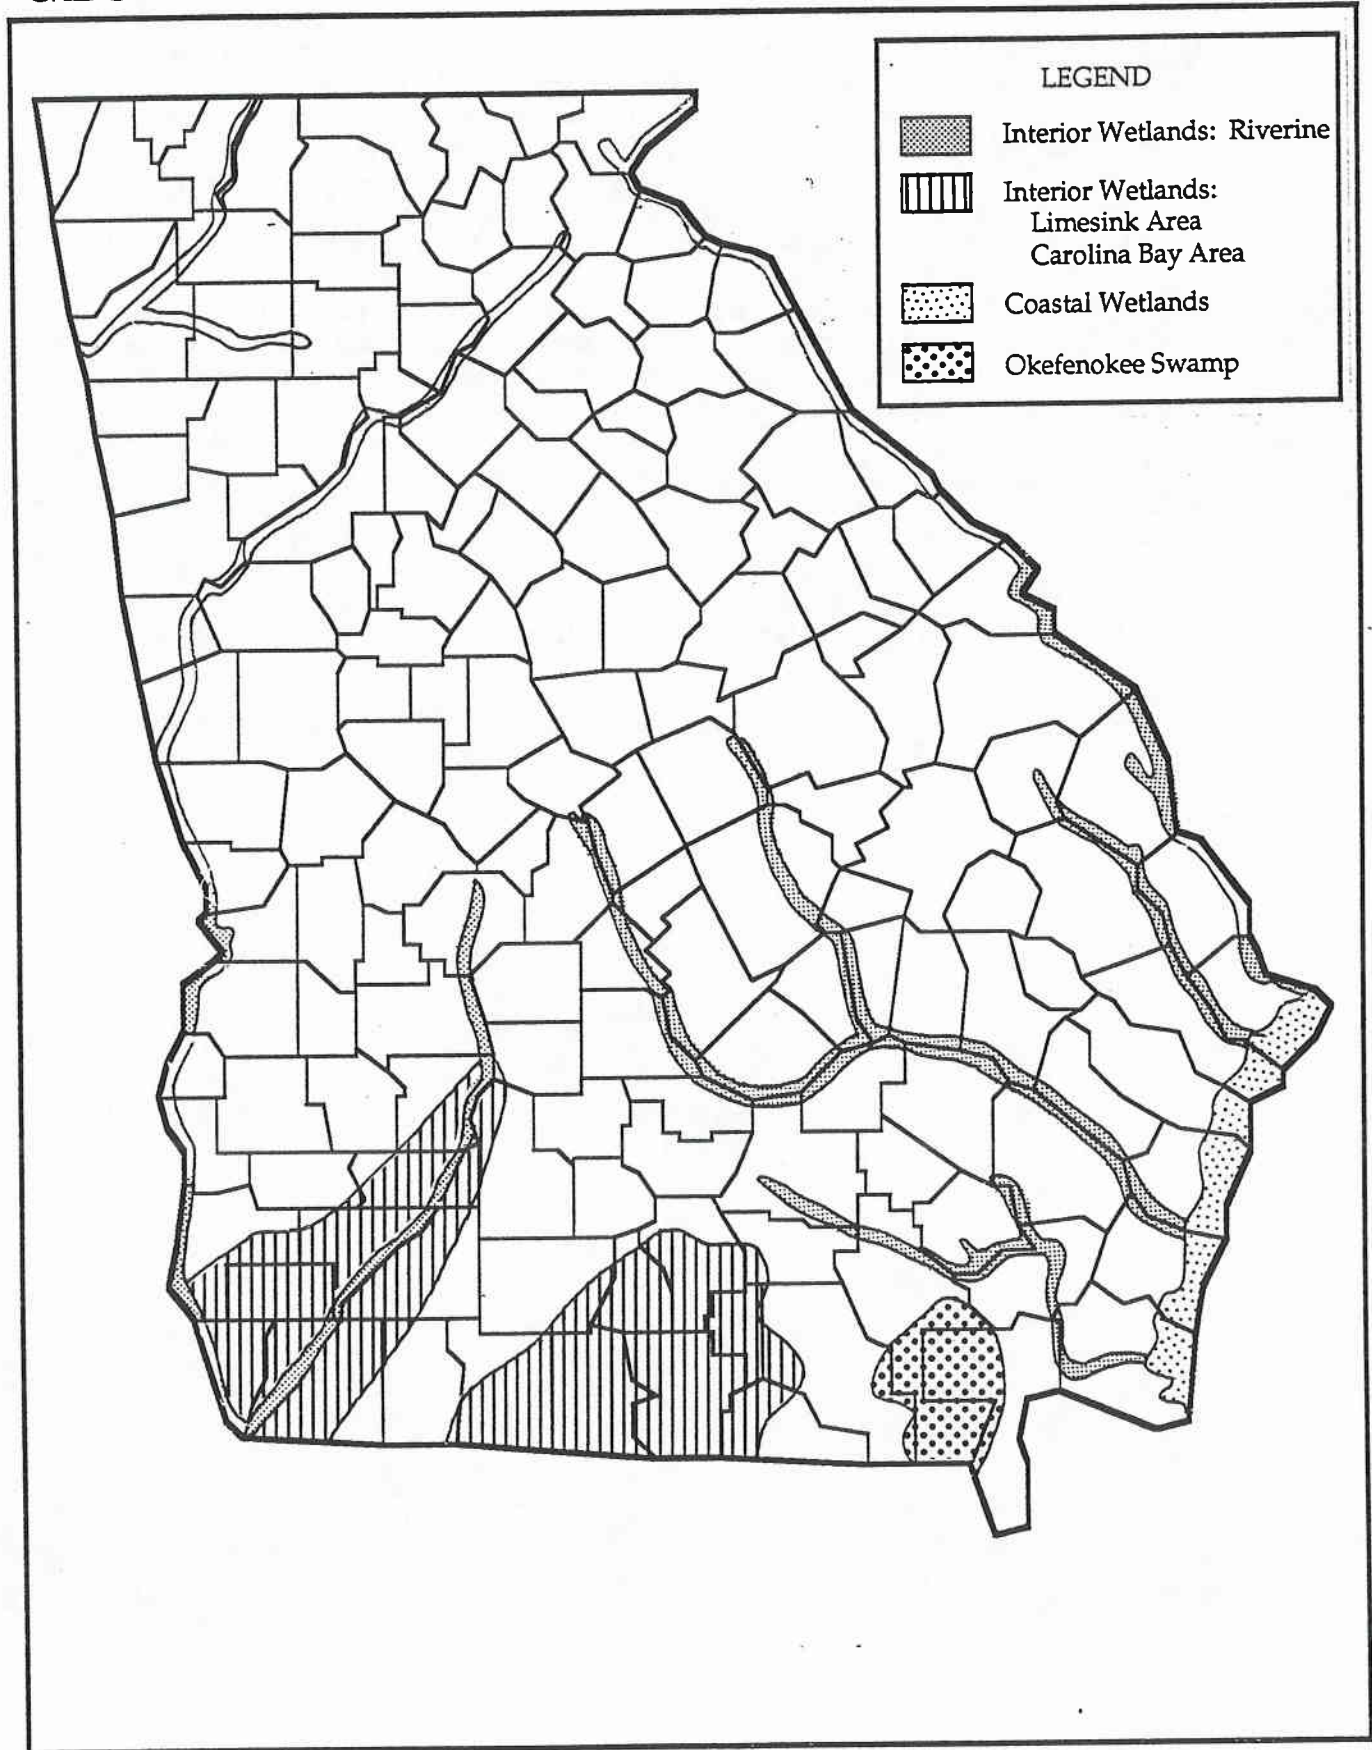 LEGEND
Interior Wetlands: Riverine
Interior Wetlands:
Limesink Area
Carolina Bay Area
Coastal Wetlands
Okefenokee Swamp